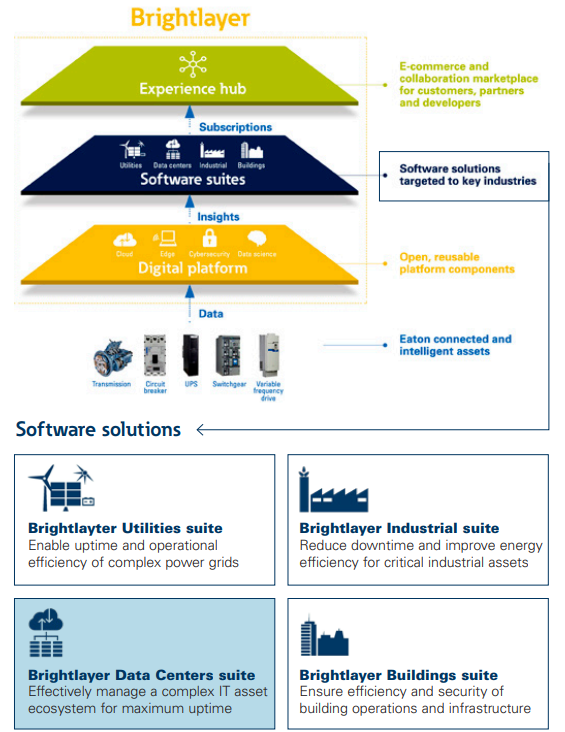 Brightlayer
Experience hub
E-commerce and
collaboration marketplace
for customers, partners
and developers
Subscriptions
Utilities Data centers Industrial Buildings
Software suites
Software solutions
targeted to key industries
Insights
Cloud Edge Cybersecurity Data science
Digital platform
Open, reusable
platform components
Data
Eaton connected and
intelligent assets
Transmission Circuit UPS Switchgear Variable
breaker frequency
drive
Software solutions
Brightlayter Utilities suite
Enable uptime and operational
efficiency of complex power grids
Brightlayer Industrial suite
Reduce downtime and improve energy
efficiency for critical industrial assets
Brightlayer Data Centers suite
Effectively manage a complex IT asset
ecosystem for maximum uptime
Brightlayer Buildings suite
Ensure efficiency and security of
building operations and infrastructure